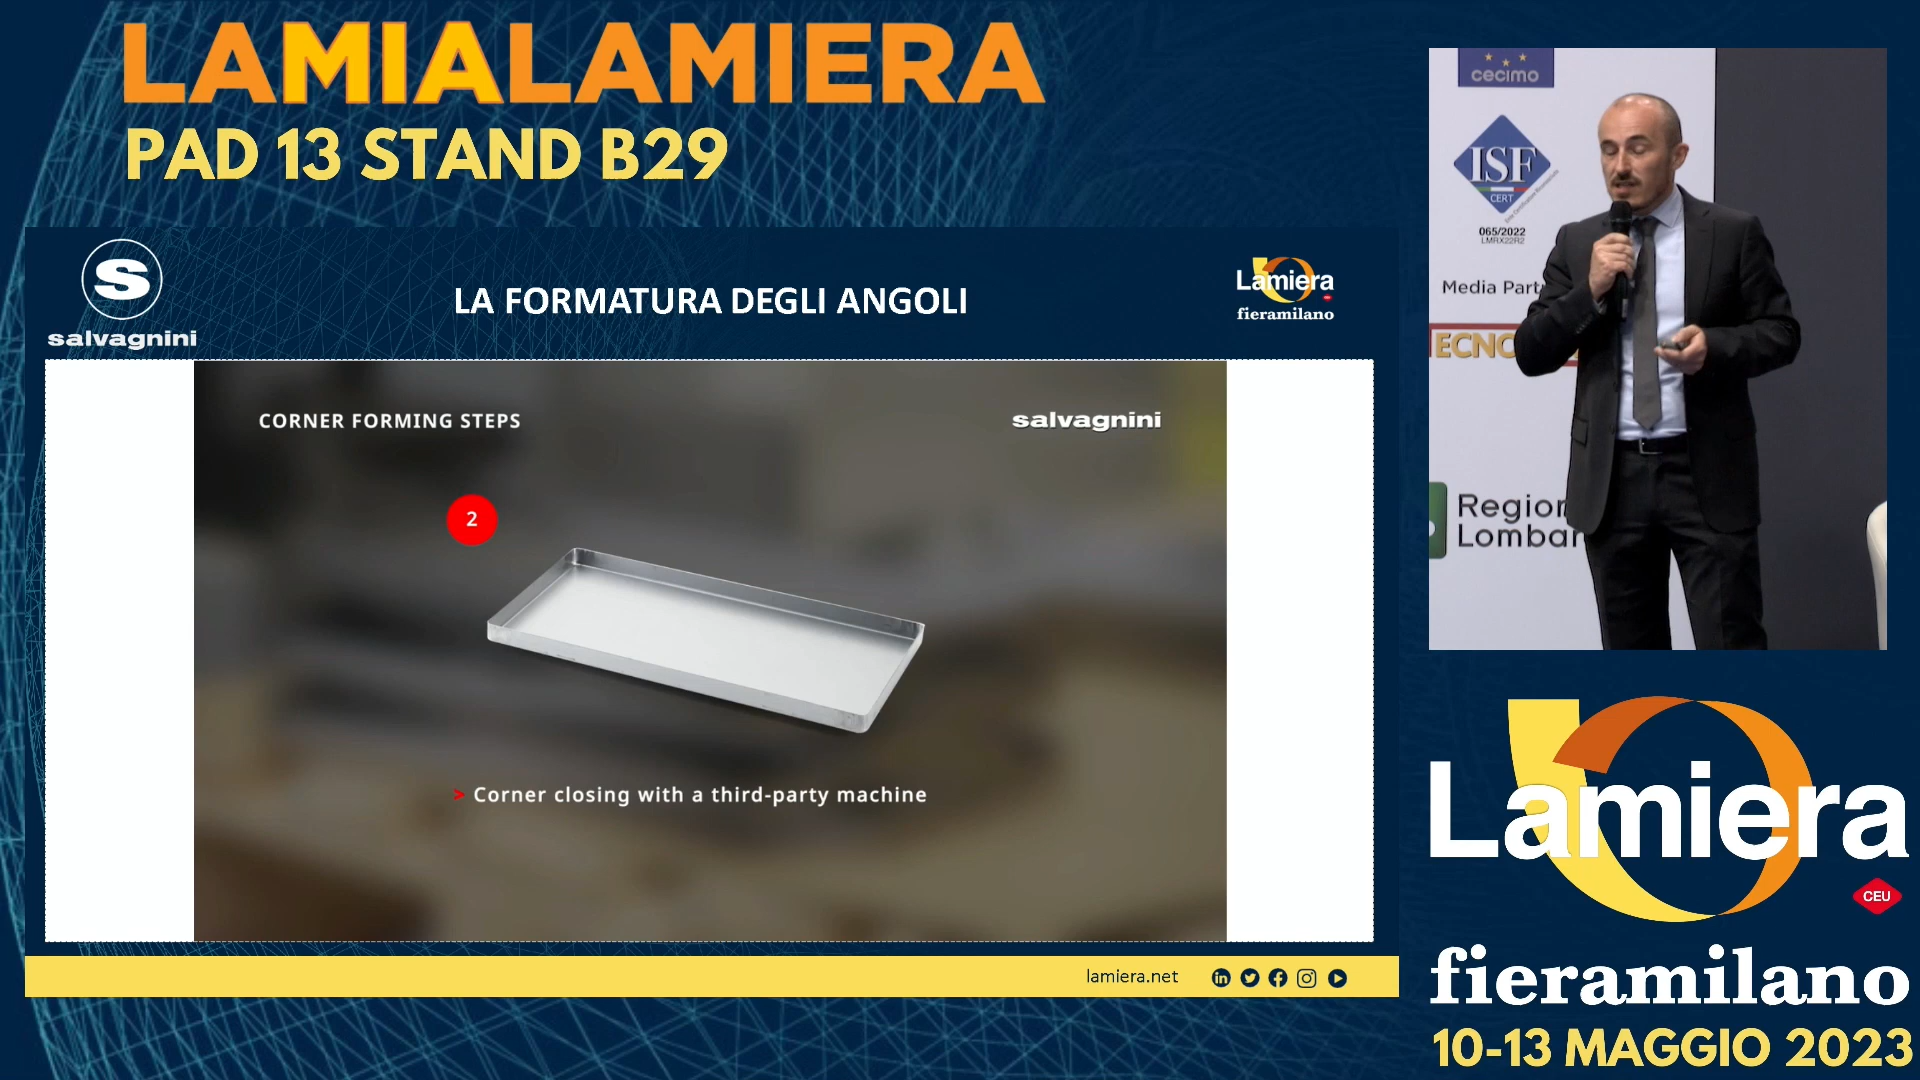 LAMIALAMIERA
PAD 13 STAND B29
S
salvagnini
LA FORMATURA DEGLI ANGOLI
Lamiera
fieramilano
CORNER FORMING STEPS
salvagnini
2
> Corner closing with a third-party machine
lamiera.net
in
cecimo
ISF
CERT
065/2022
LMRX22R2
Media Part
ECNO
Region
Lombar
Lamiera
CEU
fieramilano
10-13 MAGGIO 2023